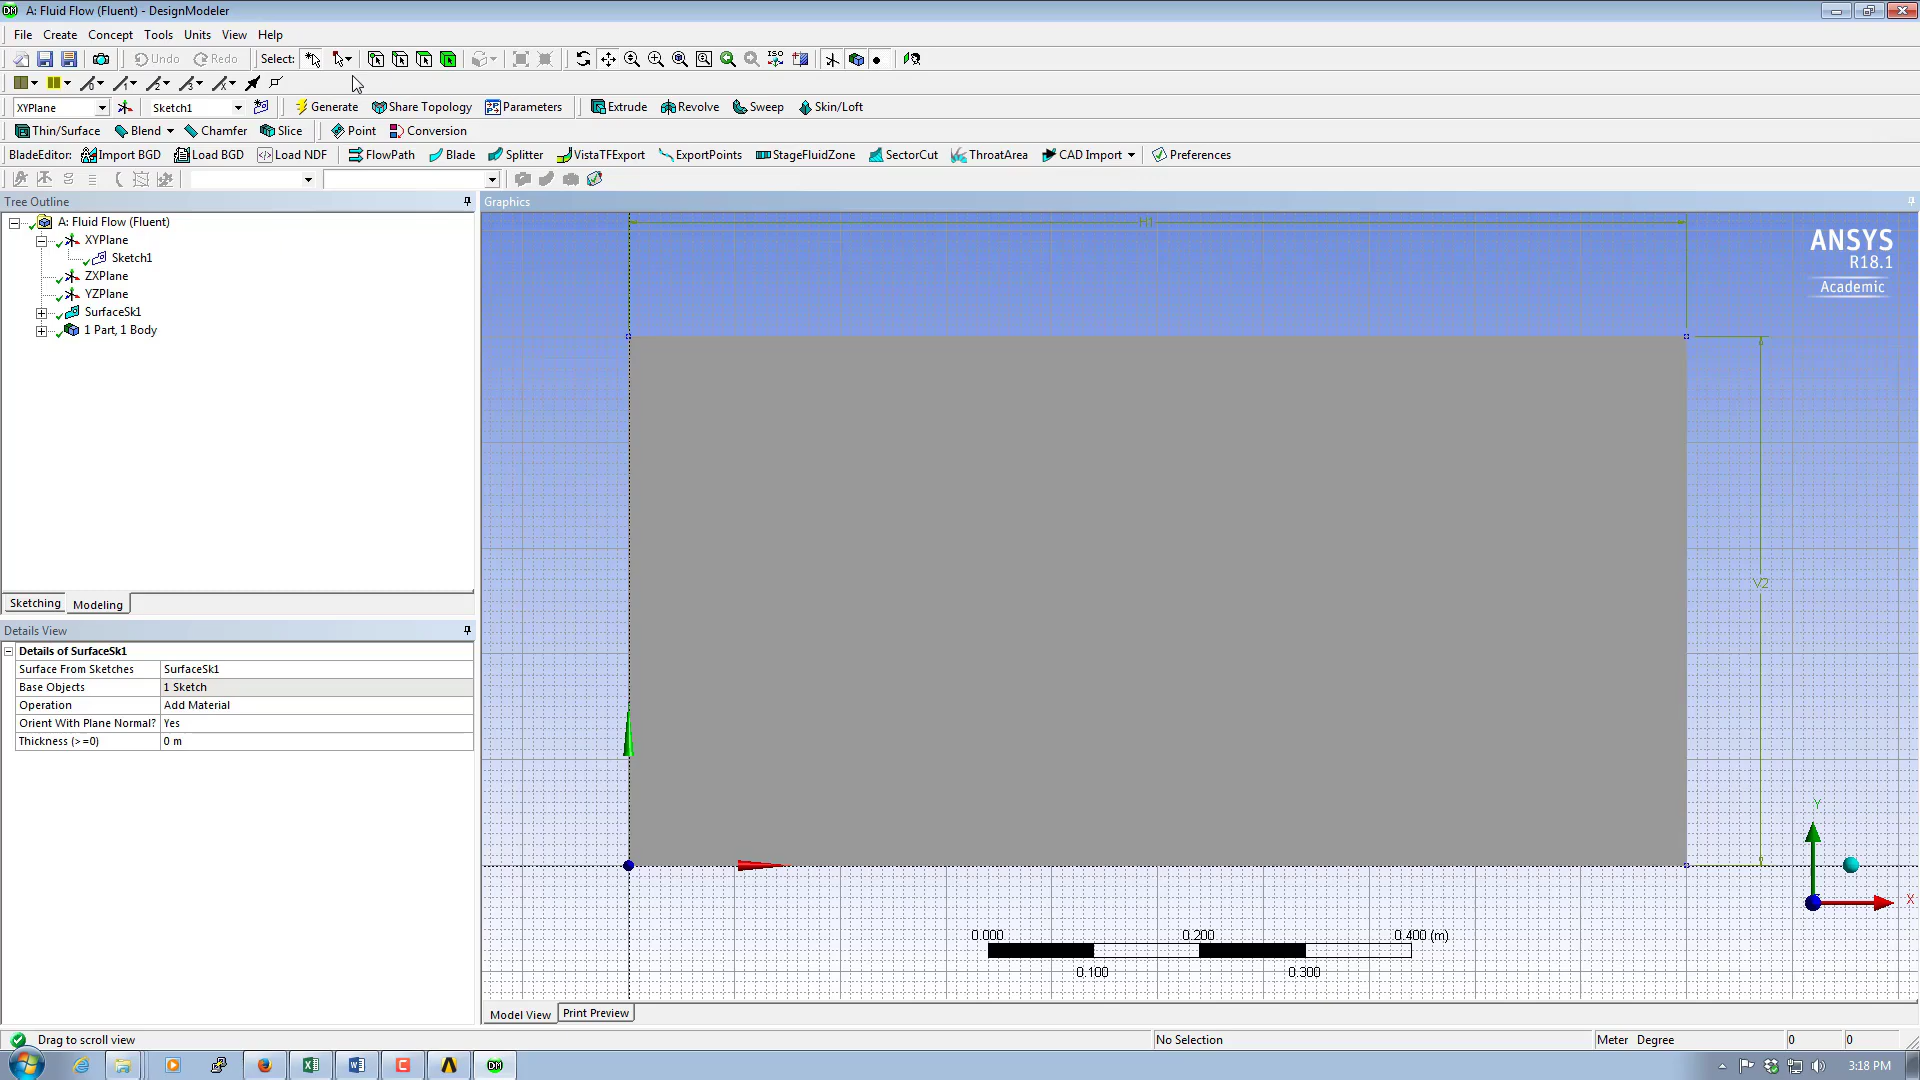 A: Fluid Flow (Fluent) - DesignModeler
File Create Concept Tools Units View Help
Undo Redo Select: ISO
XYPlane Sketch1 Generate Share Topology Parameters Extrude Revolve Sweep Skin/Loft
Thin/Surface Blend Chamfer Slice Point Conversion
BladeEditor: Import BGD Load BGD Load NDF FlowPath Blade Splitter VistaTFExport ExportPoints StageFluidZone SectorCut ThroatArea CAD Import Preferences
Tree Outline
A: Fluid Flow (Fluent)
XYPlane
Sketch1
ZXPlane
YZPlane
SurfaceSk1
1 Part, 1 Body
Sketching Modeling
Details View
Details of SurfaceSk1
Surface From Sketches SurfaceSk1
Base Objects 1 Sketch
Operation Add Material
Orient With Plane Normal? Yes
Thickness (>=0) 0 m
Graphics
H1
ANSYS
R18.1
Academic
V2
Y
X
0.000 0.200 0.400 (m)
0.100 0.300
Model View Print Preview
Drag to scroll view No Selection Meter Degree 0 0
3:18 PM